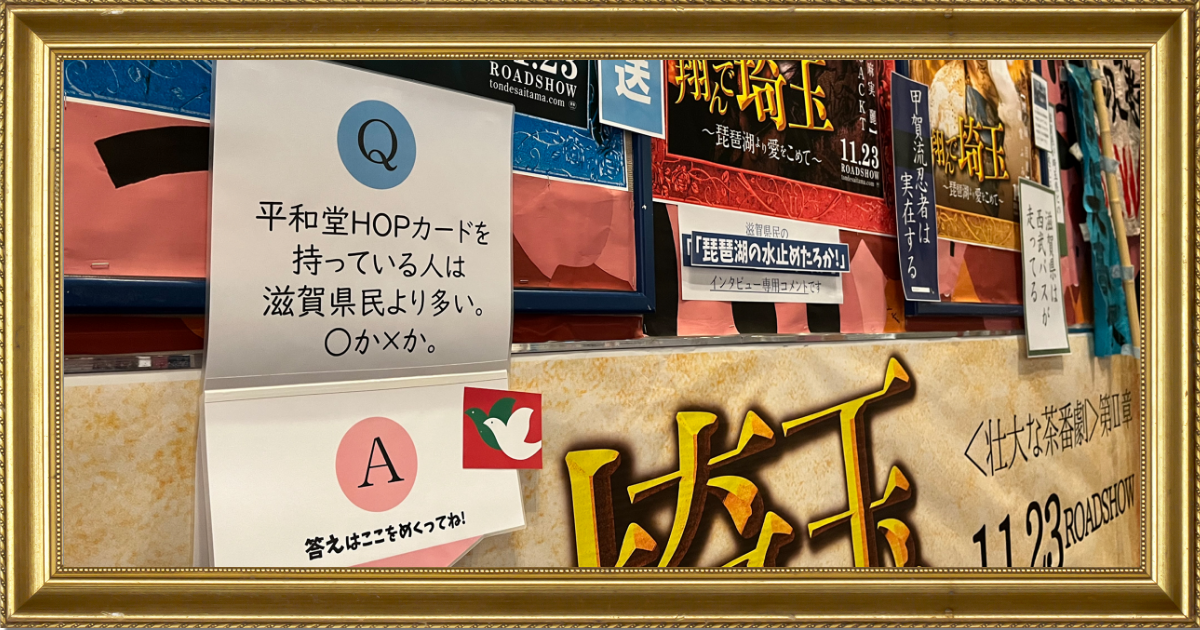 Q
平和堂HOPカードを
持っている人は
滋賀県民より多い。
〇か×か。
A
答えはここをめくってね!
11.23
ROADSHOW
tondesaitama.com
送
翔んで埼玉
〜琵琶湖より愛をこめて〜
11.23
ROADSHOW
tondesaitama.com
滋賀県民の
「「琵琶湖の水止めたろか!」
インタビュー専用コメントです
甲賀流忍者は
実在する
翔んで埼玉
〜琵琶湖より愛をこめて〜
滋賀県は
西武バスが
走ってる
埼玉
〈壮大な茶番劇〉第Ⅱ章
11.23 ROADSHOW